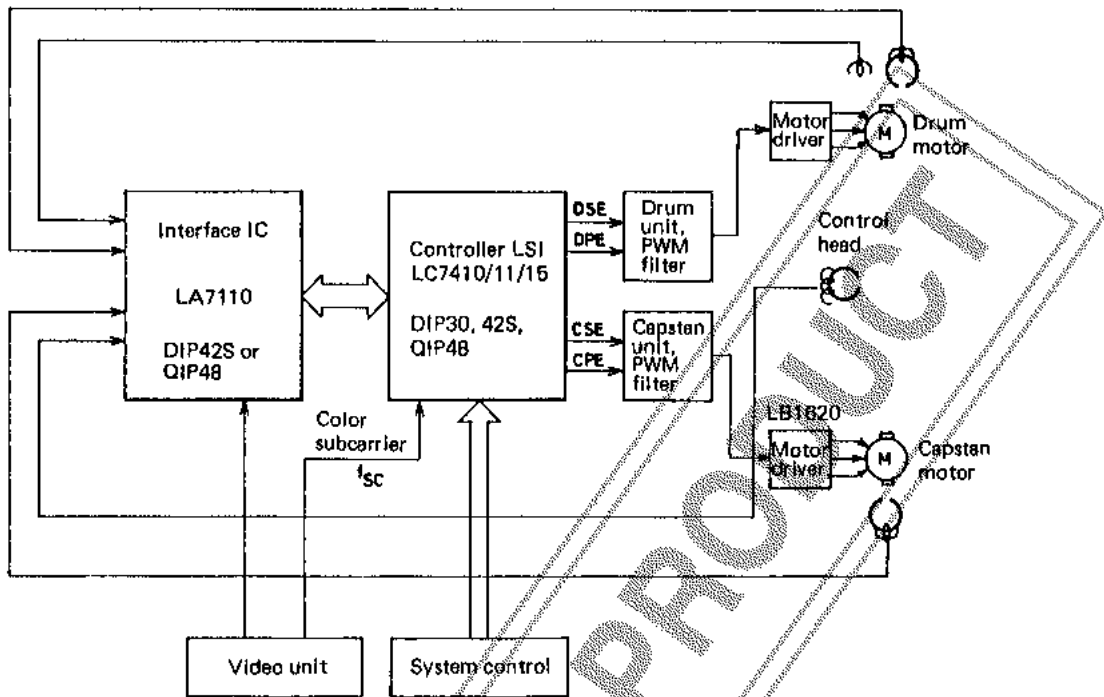 Motor
driver
M
Drum
motor
Interface IC
LA7110
DIP42S or
QIP48
Controller LSI
LC7410/11/15
DIP30, 42S,
QIP48
DSE
DPE
Drum
unit,
PWM
filter
Control
head
CSE
CPE
Capstan
unit,
PWM
filter
Color
subcarrier
fSC
LB1620
Motor
driver
M
Capstan
motor
Video unit
System control
PRODUCT